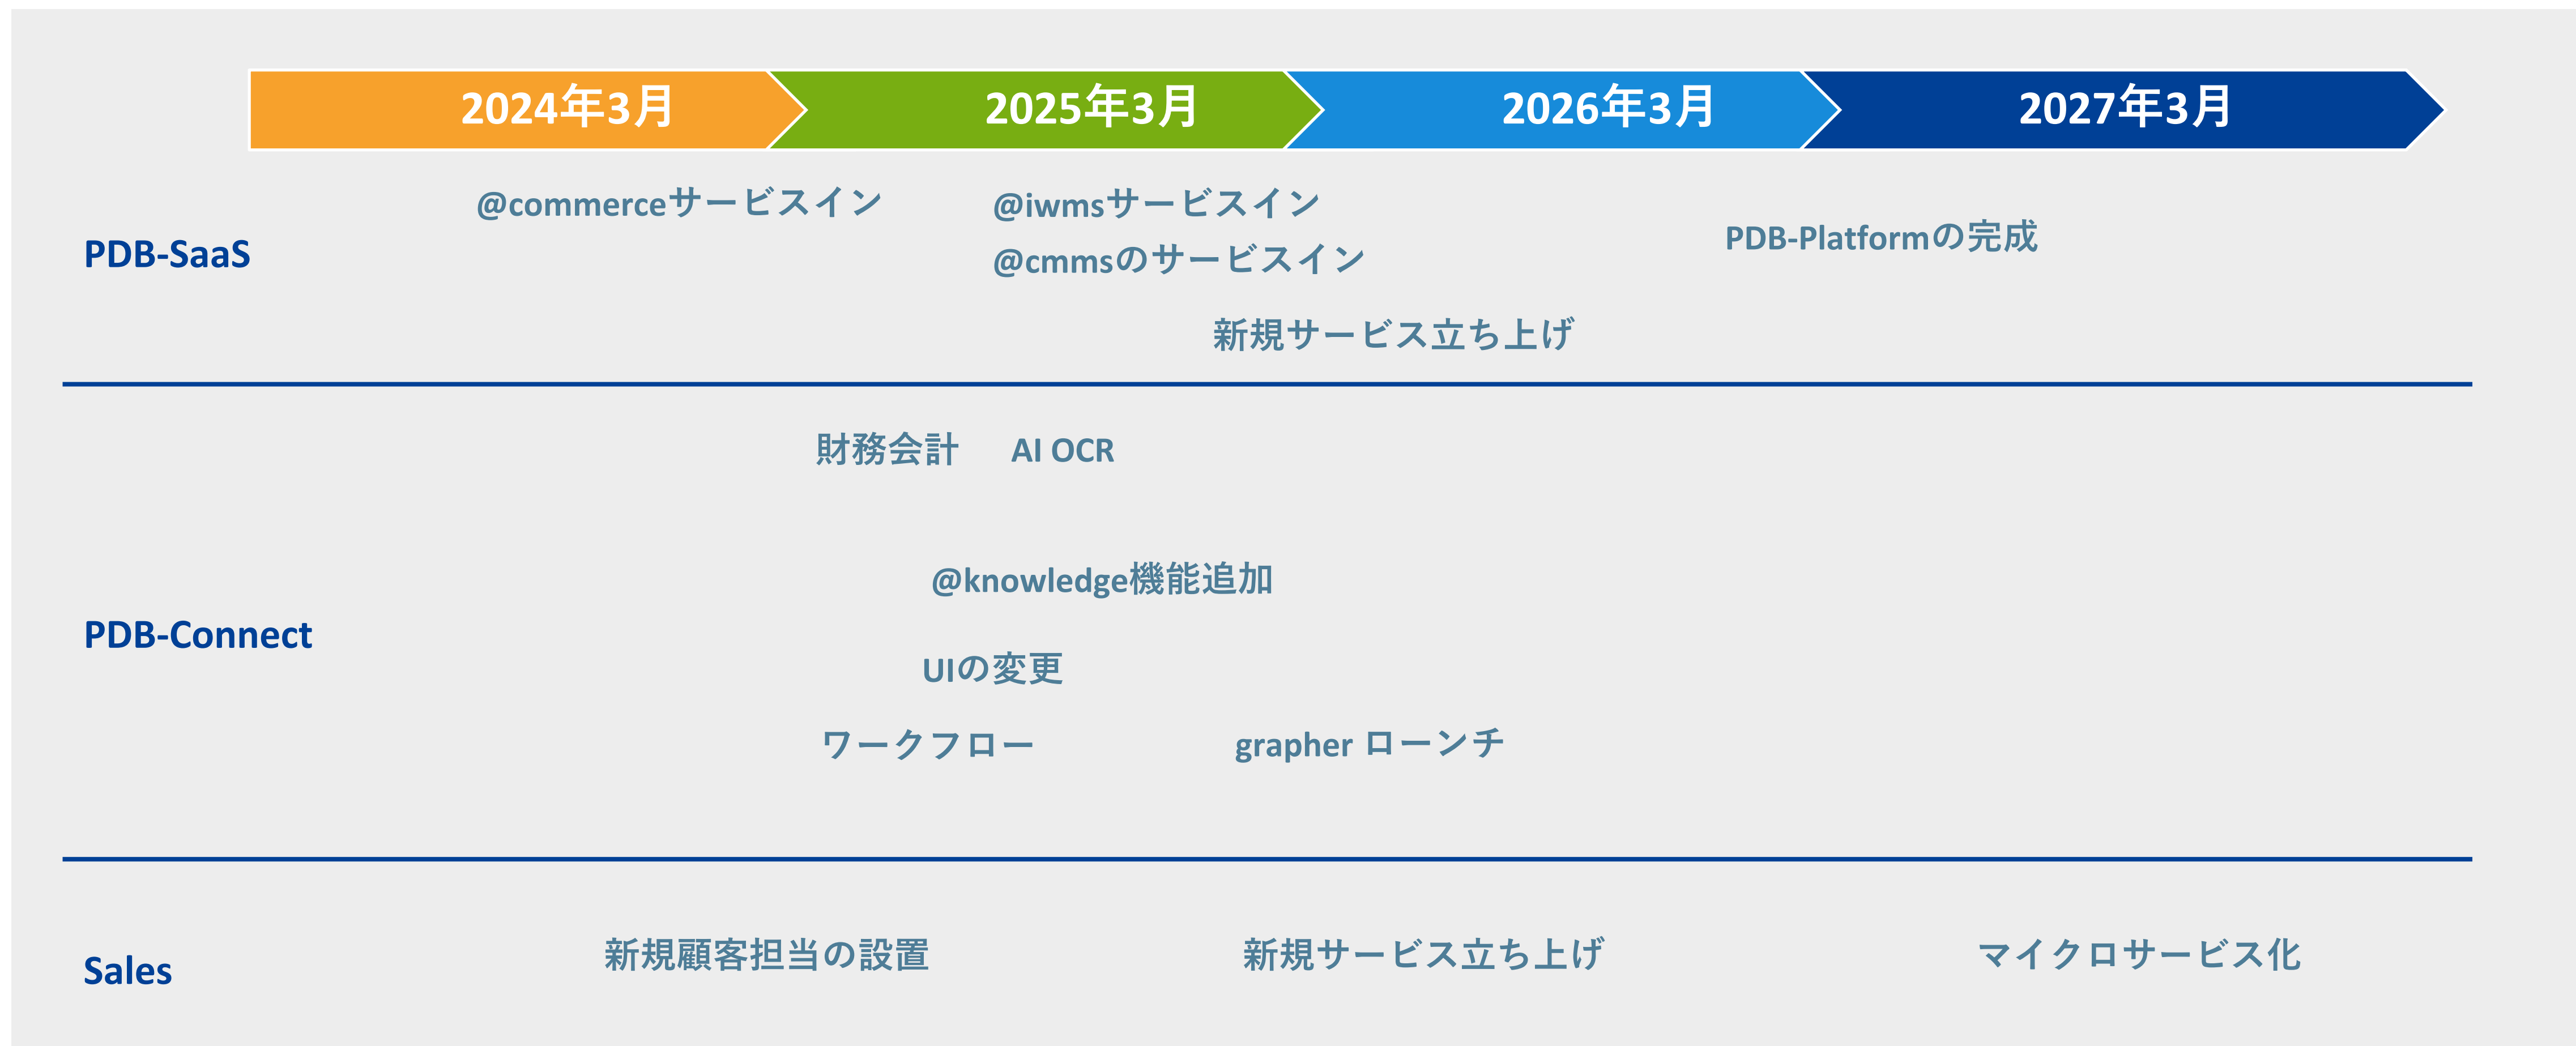 2024年3月
2025年3月
2026年3月
2027年3月
PDB-SaaS
@commerceサービスイン
@iwmsサービスイン
@cmmsのサービスイン
PDB-Platformの完成
新規サービス立ち上げ
PDB-Connect
財務会計
AI OCR
@knowledge機能追加
UIの変更
ワークフロー
grapher ローンチ
Sales
新規顧客担当の設置
新規サービス立ち上げ
マイクロサービス化